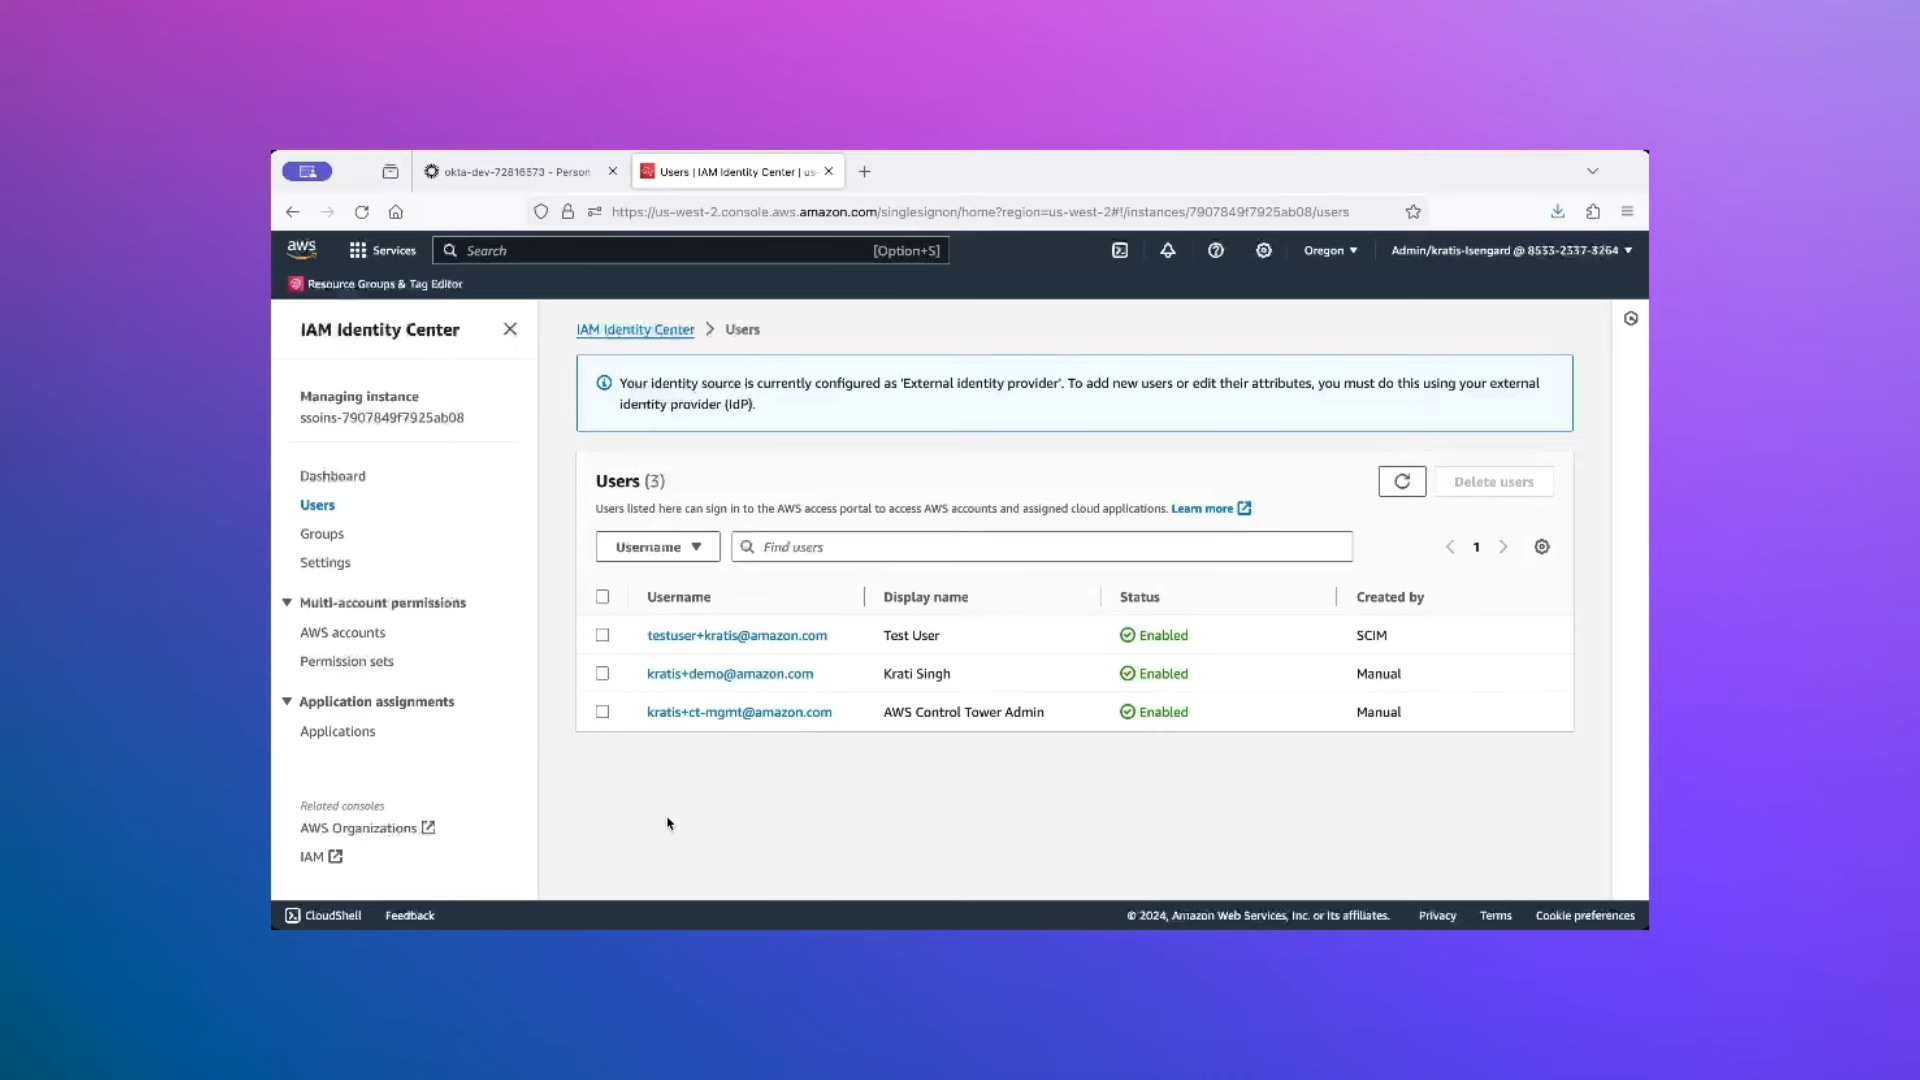 okta-dev-72816573 - Person
Users | IAM Identity Center | us-
https://us-west-2.console.aws.amazon.com/singlesignon/home?region=us-west-2#!/instances/7907849f7925ab08/users
aws
Services
Search
[Option+S]
Oregon
Admin/kratis-Isengard @ 8533-2337-3264
Resource Groups & Tag Editor
IAM Identity Center
Managing instance
ssoins-7907849f7925ab08
Dashboard
Users
Groups
Settings
Multi-account permissions
AWS accounts
Permission sets
Application assignments
Applications
Related consoles
AWS Organizations
IAM
IAM Identity Center > Users
Your identity source is currently configured as 'External identity provider'. To add new users or edit their attributes, you must do this using your external
identity provider (IdP).
Users (3)
Delete users
Users listed here can sign in to the AWS access portal to access AWS accounts and assigned cloud applications. Learn more
Username
Find users
1
Username Display name Status Created by
testuser+kratis@amazon.com Test User Enabled SCIM
kratis+demo@amazon.com Krati Singh Enabled Manual
kratis+ct-mgmt@amazon.com AWS Control Tower Admin Enabled Manual
CloudShell
Feedback
© 2024, Amazon Web Services, Inc. or its affiliates.
Privacy
Terms
Cookie preferences